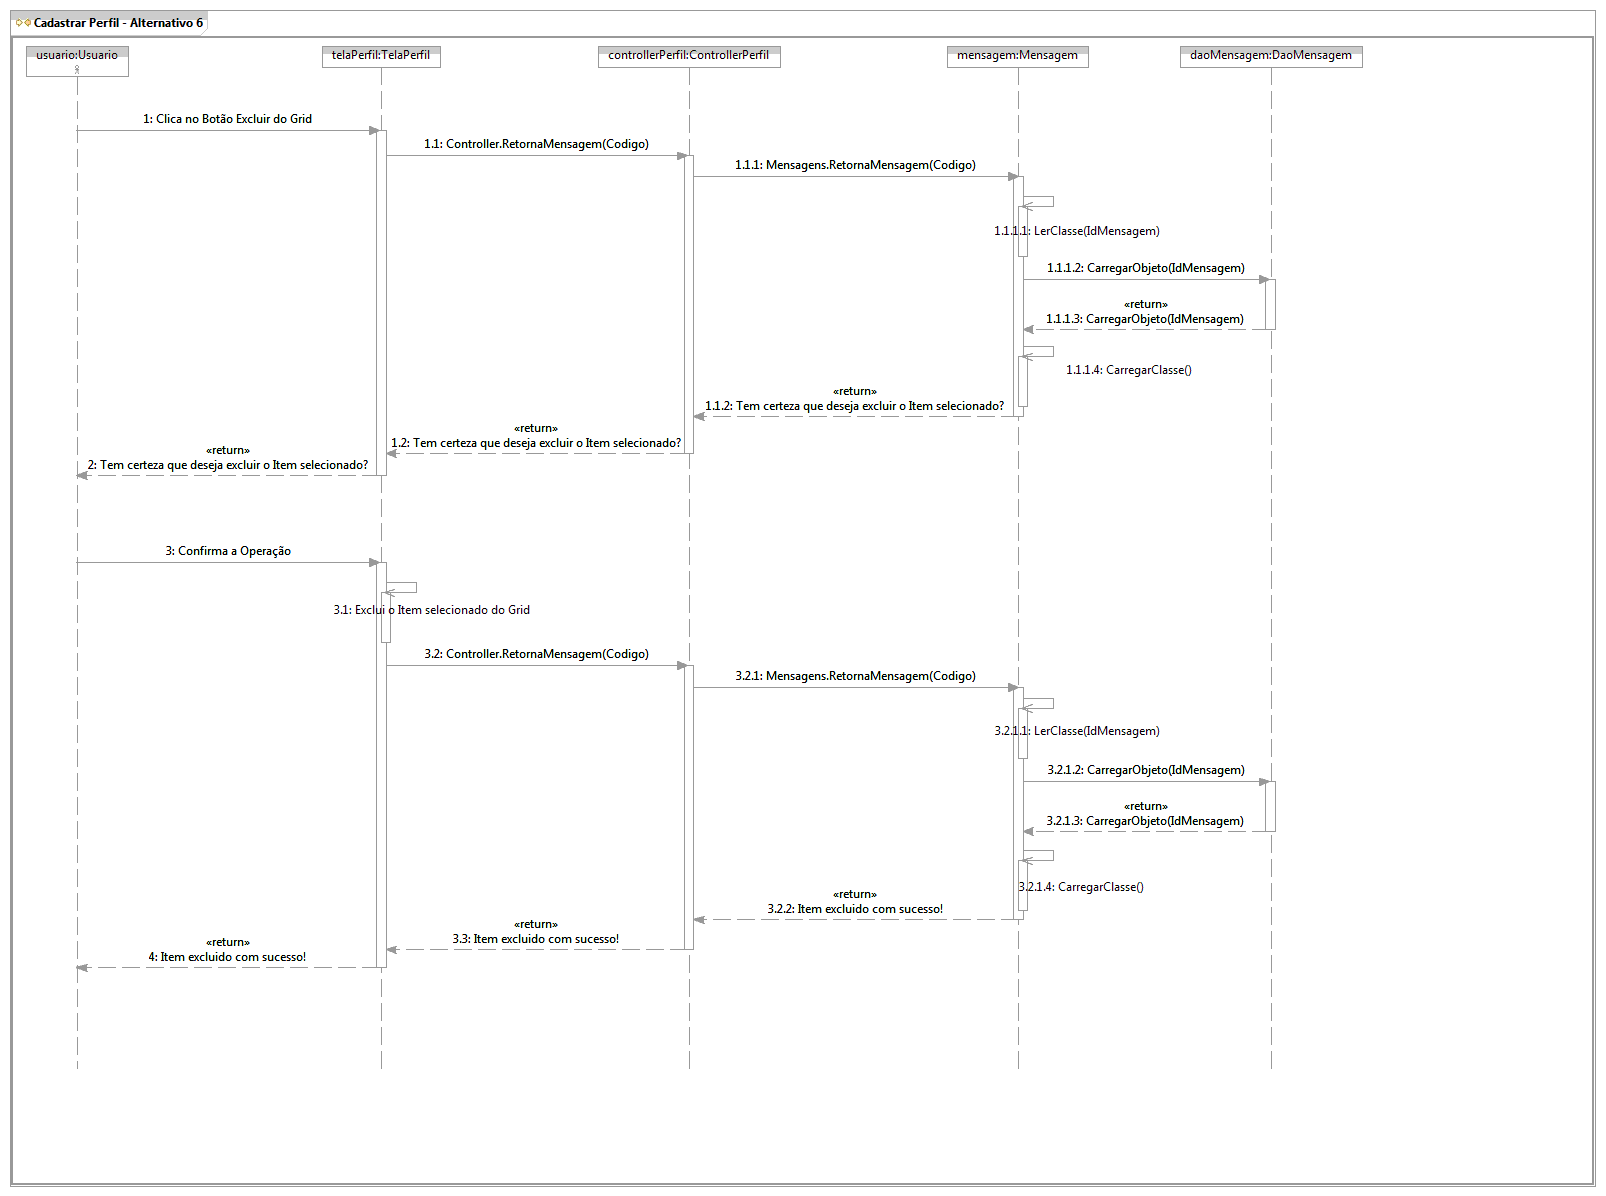 Cadastrar Perfil - Alternativo 6
usuario:Usuario
telaPerfil:TelaPerfil
controllerPerfil:ControllerPerfil
mensagem:Mensagem
daoMensagem:DaoMensagem
1: Clica no Botão Excluir do Grid
1.1: Controller.RetornaMensagem(Codigo)
1.1.1: Mensagens.RetornaMensagem(Codigo)
1.1.1.1: LerClasse(IdMensagem)
1.1.1.2: CarregarObjeto(IdMensagem)
«return»
1.1.1.3: CarregarObjeto(IdMensagem)
1.1.1.4: CarregarClasse()
«return»
1.1.2: Tem certeza que deseja excluir o Item selecionado?
«return»
1.2: Tem certeza que deseja excluir o Item selecionado?
«return»
2: Tem certeza que deseja excluir o Item selecionado?
3: Confirma a Operação
3.1: Exclui o Item selecionado do Grid
3.2: Controller.RetornaMensagem(Codigo)
3.2.1: Mensagens.RetornaMensagem(Codigo)
3.2.1.1: LerClasse(IdMensagem)
3.2.1.2: CarregarObjeto(IdMensagem)
«return»
3.2.1.3: CarregarObjeto(IdMensagem)
3.2.1.4: CarregarClasse()
«return»
3.2.2: Item excluido com sucesso!
«return»
3.3: Item excluido com sucesso!
«return»
4: Item excluido com sucesso!